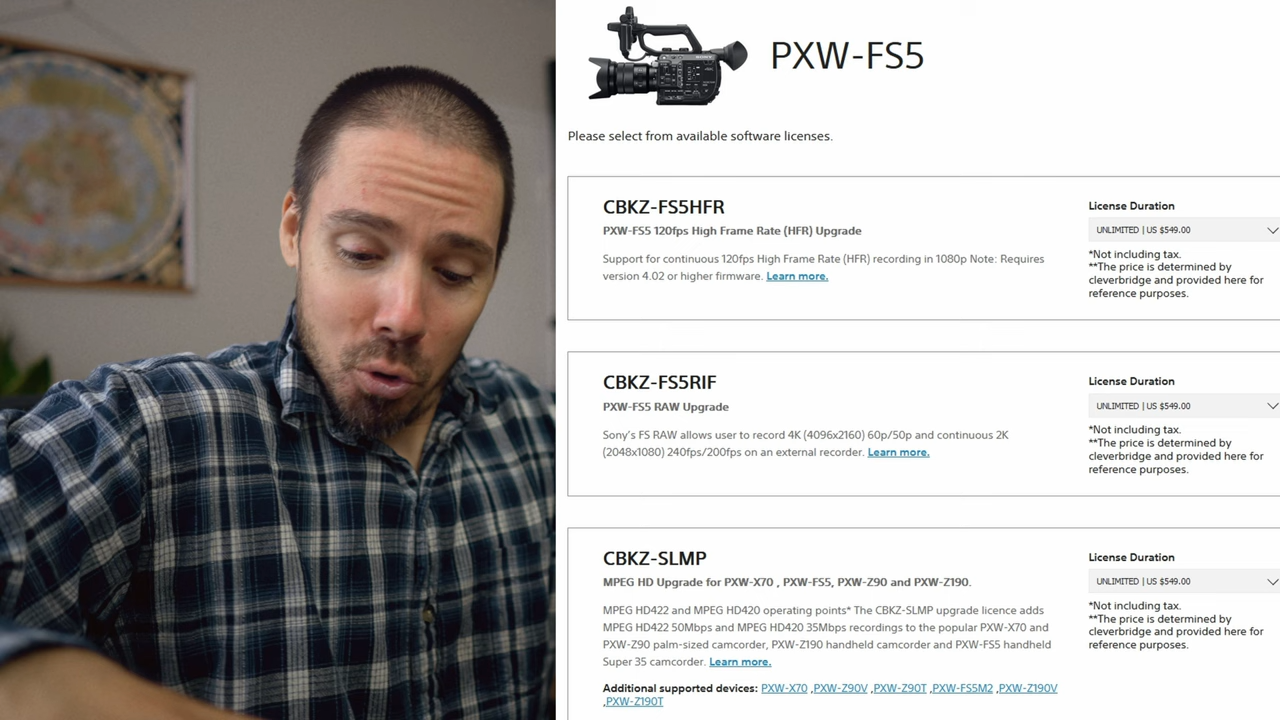 PXW-FS5
Please select from available software licenses.
CBKZ-FS5HFR
PXW-FS5 120fps High Frame Rate (HFR) Upgrade
Support for continuous 120fps High Frame Rate (HFR) recording in 1080p Note: Requires
version 4.02 or higher firmware. Learn more.
License Duration
UNLIMITED | US $549.00
*Not including tax.
**The price is determined by
cleverbridge and provided here for
reference purposes.
CBKZ-FS5RIF
PXW-FS5 RAW Upgrade
Sony's FS RAW allows user to record 4K (4096x2160) 60p/50p and continuous 2K
(2048x1080) 240fps/200fps on an external recorder. Learn more.
License Duration
UNLIMITED | US $549.00
*Not including tax.
**The price is determined by
cleverbridge and provided here for
reference purposes.
CBKZ-SLMP
MPEG HD Upgrade for PXW-X70 , PXW-FS5, PXW-Z90 and PXW-Z190.
MPEG HD422 and MPEG HD420 operating points* The CBKZ-SLMP upgrade licence adds
MPEG HD422 50Mbps and MPEG HD420 35Mbps recordings to the popular PXW-X70 and
PXW-Z90 palm-sized camcorder, PXW-Z190 handheld camcorder and PXW-FS5 handheld
Super 35 camcorder. Learn more.
Additional supported devices: PXW-X70 ,PXW-Z90V ,PXW-Z90T ,PXW-FS5M2 ,PXW-Z190V
,PXW-Z190T
License Duration
UNLIMITED | US $549.00
*Not including tax.
**The price is determined by
cleverbridge and provided here for
reference purposes.